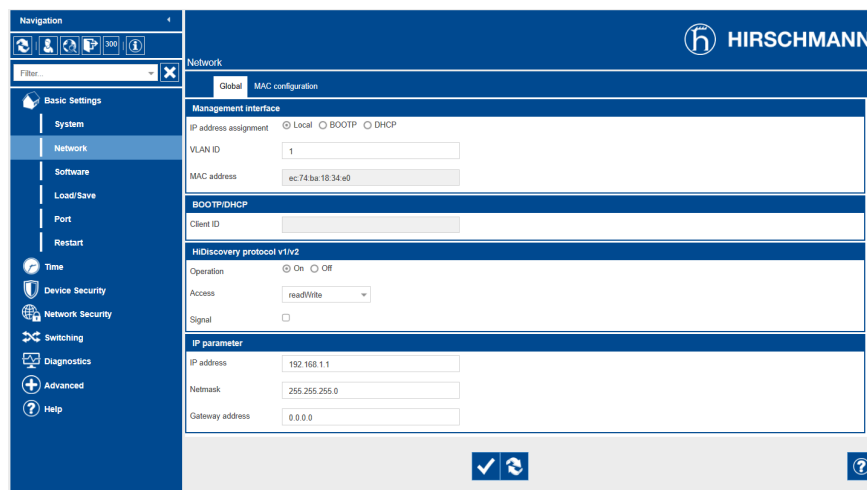 Navigation
300
Filter...
Basic Settings
System
Network
Software
Load/Save
Port
Restart
Time
Device Security
Network Security
Switching
Diagnostics
Advanced
Help
HIRSCHMANN
Network
Global MAC configuration
Management interface
IP address assignment Local BOOTP DHCP
VLAN ID 1
MAC address ec:74:ba:18:34:e0
BOOTP/DHCP
Client ID
HiDiscovery protocol v1/v2
Operation On Off
Access readWrite
Signal
IP parameter
IP address 192.168.1.1
Netmask 255.255.255.0
Gateway address 0.0.0.0